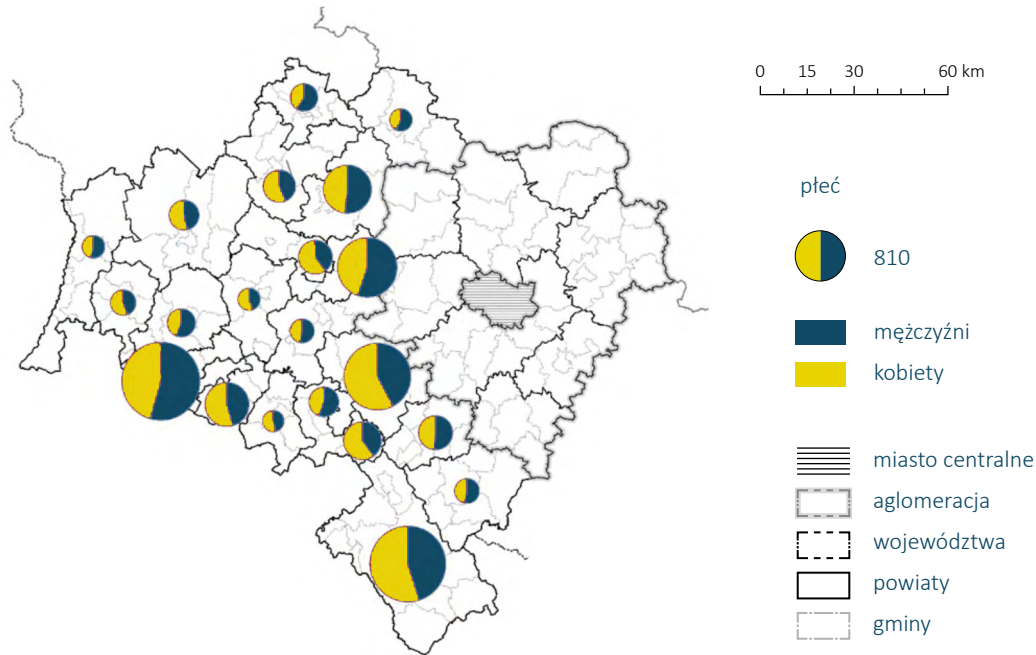 0 15 30 60 km
płeć
810
mężczyźni
kobiety
miasto centralne
aglomeracja
województwa
powiaty
gminy